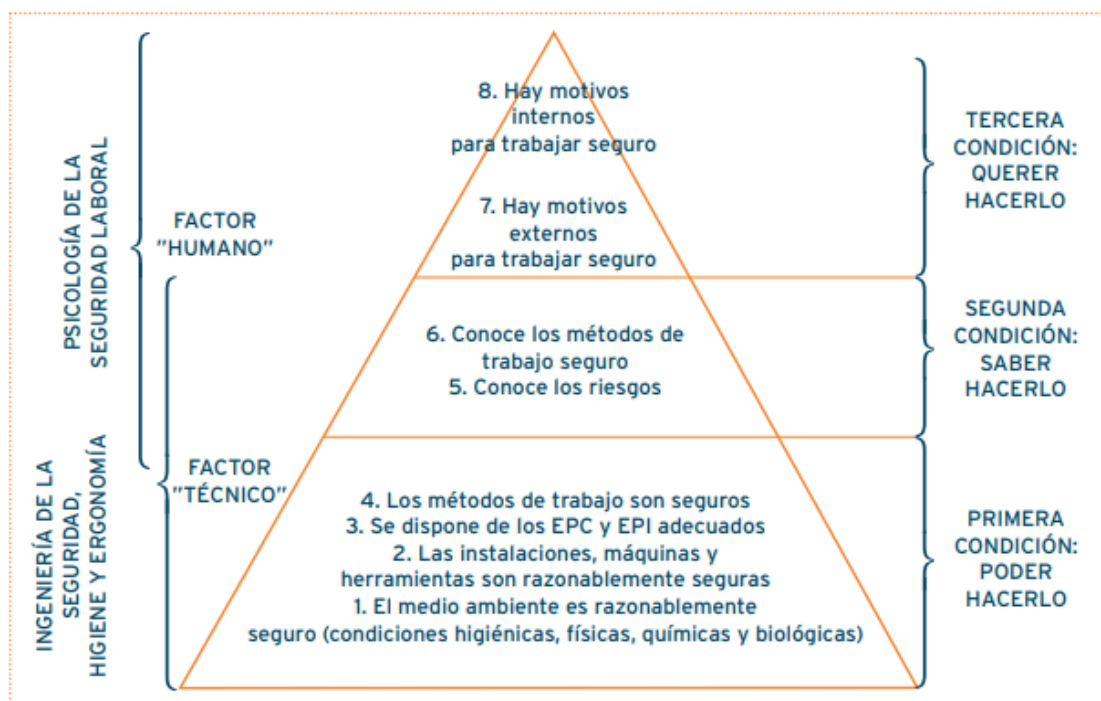 PSICOLOGÍA DE LA
SEGURIDAD LABORAL
INGENIERÍA DE LA
SEGURIDAD,
HIGIENE Y ERGONOMÍA
FACTOR
"HUMANO"
FACTOR
"TÉCNICO"
8. Hay motivos
internos
para trabajar seguro
7. Hay motivos
externos
para trabajar seguro
6. Conoce los métodos de
trabajo seguro
5. Conoce los riesgos
4. Los métodos de trabajo son seguros
3. Se dispone de los EPC y EPI adecuados
2. Las instalaciones, máquinas y
herramientas son razonablemente seguras
1. El medio ambiente es razonablemente
seguro (condiciones higiénicas, físicas, químicas y biológicas)
TERCERA
CONDICIÓN:
QUERER
HACERLO
SEGUNDA
CONDICIÓN:
SABER
HACERLO
PRIMERA
CONDICIÓN:
PODER
HACERLO